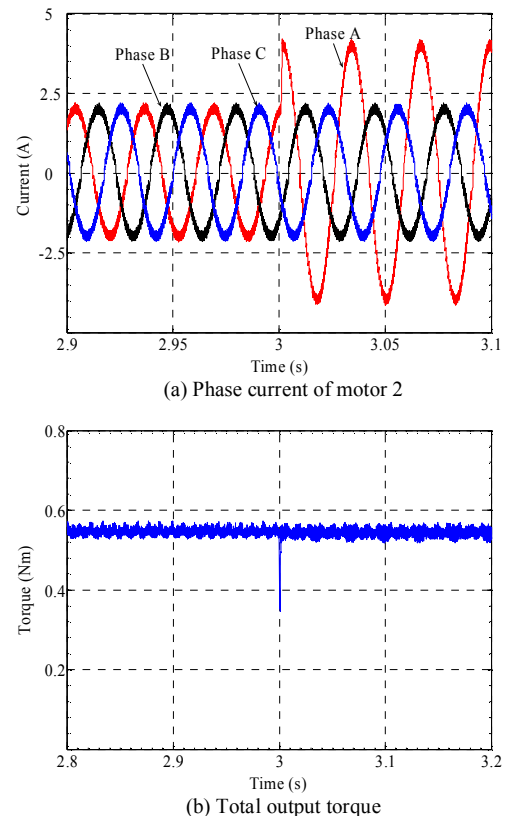 5
Phase A
Phase B
Phase C
2.5
Current (A)
0
-2.5
2.9
2.95
3
3.05
3.1
Time (s)
(a) Phase current of motor 2
0.8
0.6
Torque (Nm)
0.4
0.2
2.8
2.9
3
3.1
3.2
Time (s)
(b) Total output torque